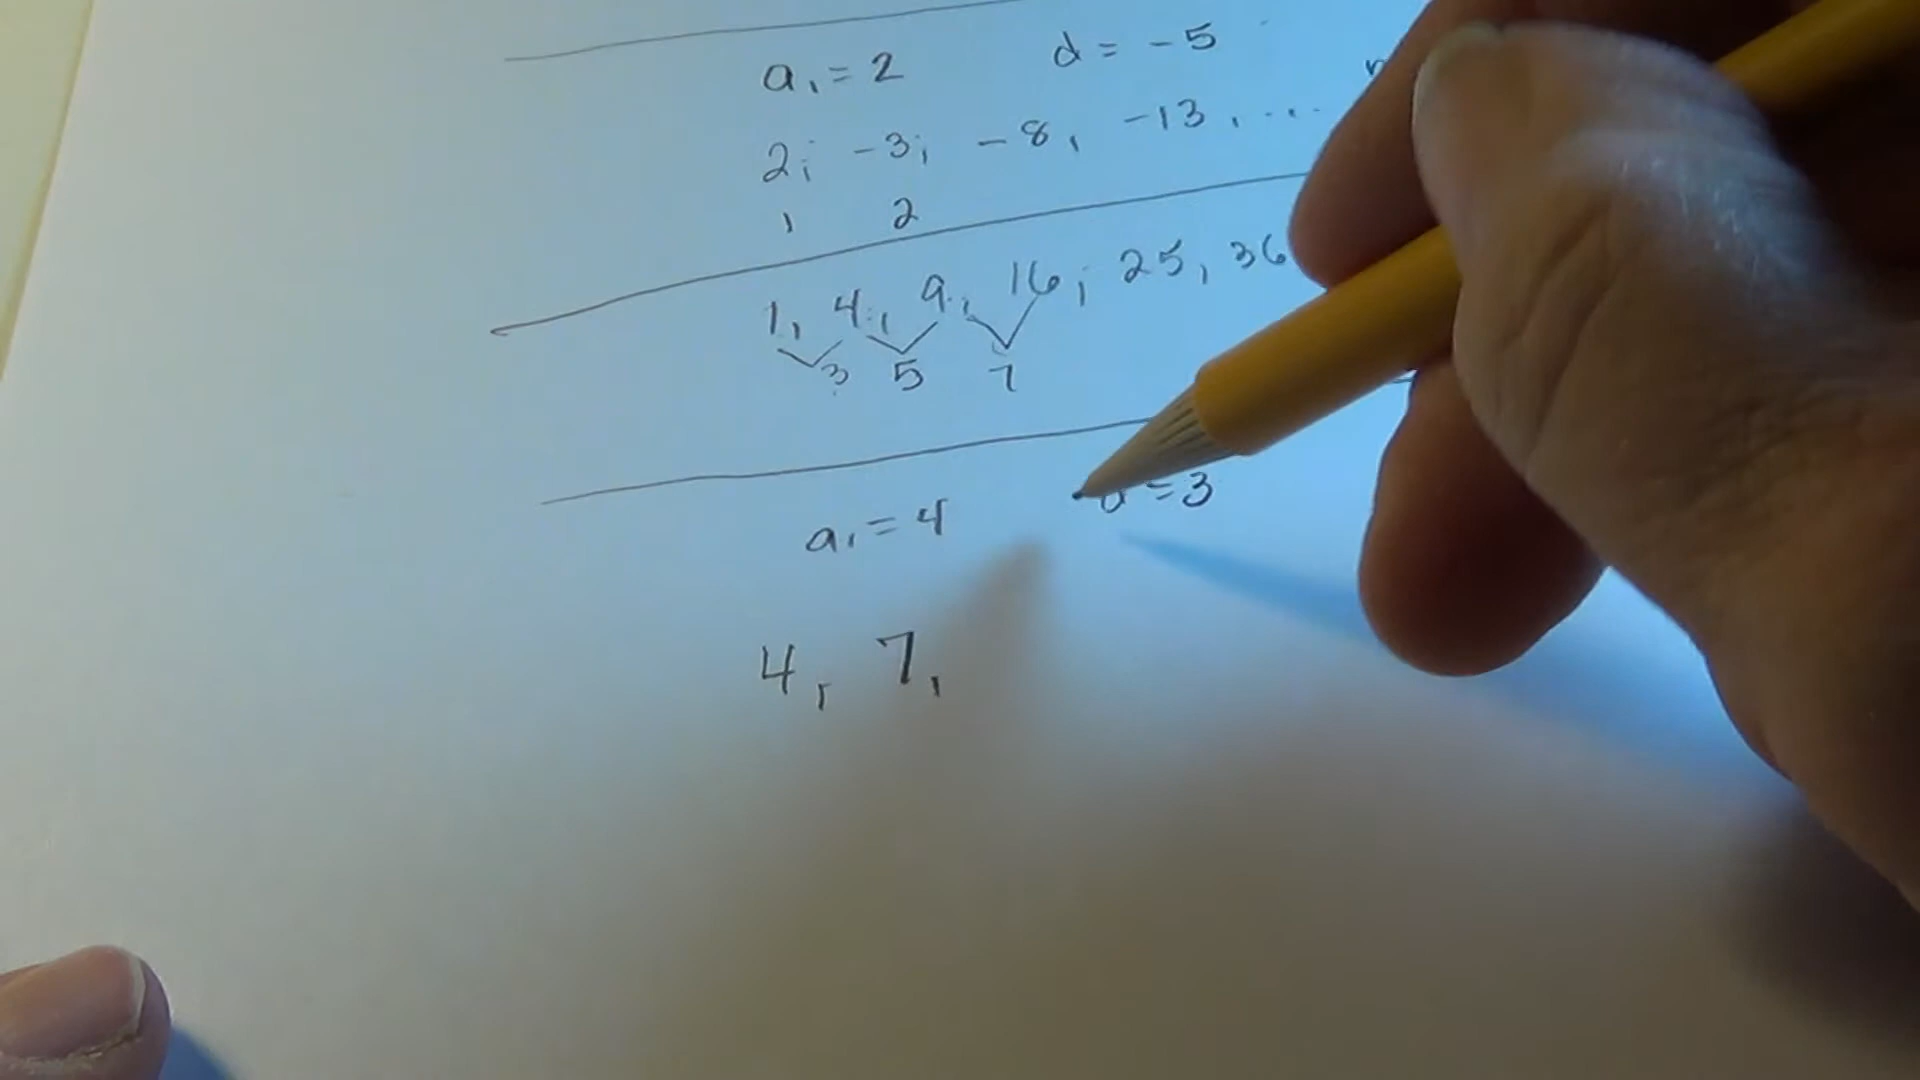 a₁ = 2 d = -5
2, -3, -8, -13, ...
1 2
1, 4, 9, 16, 25, 36
3 5 7
a₁ = 4 d = 3
4, 7,